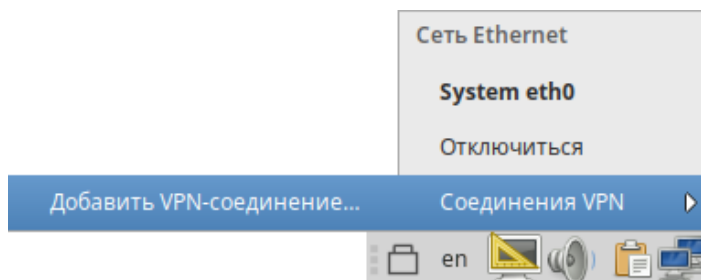 Сеть Ethernet
System eth0
Отключиться
Добавить VPN-соединение... Соединения VPN
en